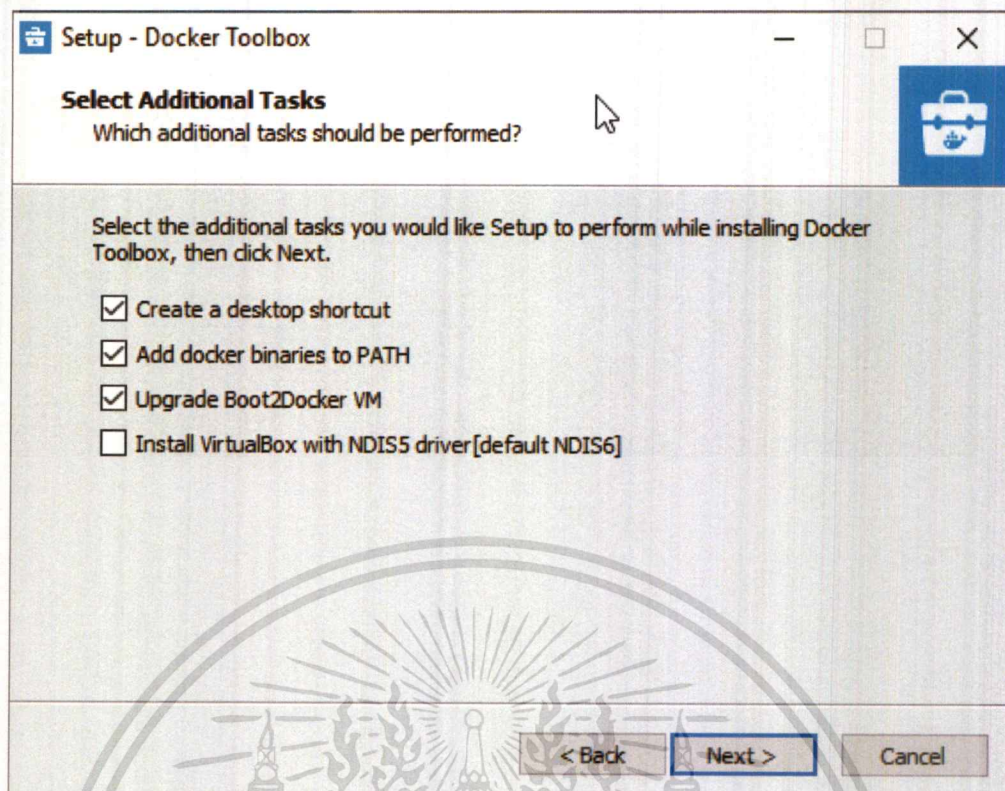 Setup - Docker Toolbox
Select Additional Tasks
Which additional tasks should be performed?
Select the additional tasks you would like Setup to perform while installing Docker
Toolbox, then click Next.
Create a desktop shortcut
Add docker binaries to PATH
Upgrade Boot2Docker VM
Install VirtualBox with NDIS5 driver[default NDIS6]
< Back Next > Cancel